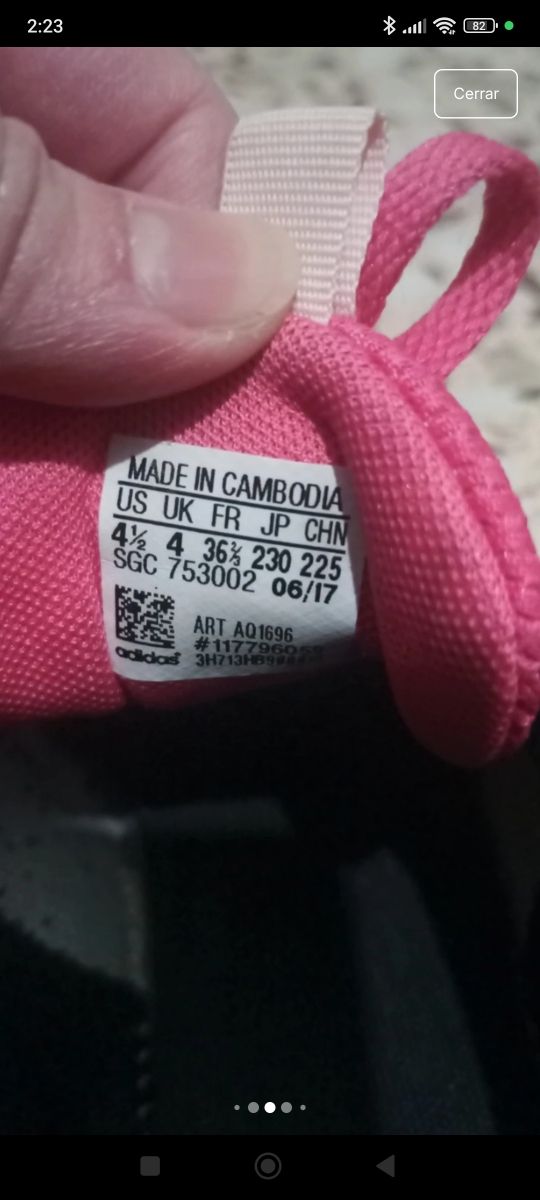 2:23
82
Cerrar
MADE IN CAMBODIA
US UK FR JP CHN
4½ 4 36⅔ 230 225
SGC 753002 06/17
ART AQ1696
adidas